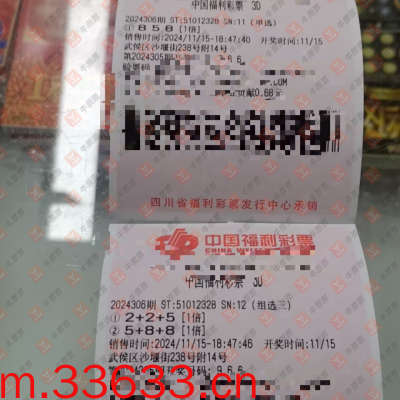 中国福利彩票 3D
2024306期 ST:51012328 SN:11 (单选)
① 8 5 8 [1倍]
销售时间:2024/11/15-18:47:40 开奖时间:11/15
武侯区沙堰街238号附14号
四川省福利彩票发行中心承销
中国福利彩票
CHINA WELFARE LOTTERY
中国福利彩票 3D
2024306期 ST:51012328 SN:12 (组选三)
① 2+2+5 [1倍]
② 5+8+8 [1倍]
销售时间:2024/11/15-18:47:46 开奖时间:11/15
武侯区沙堰街238号附14号
m.33633.cn